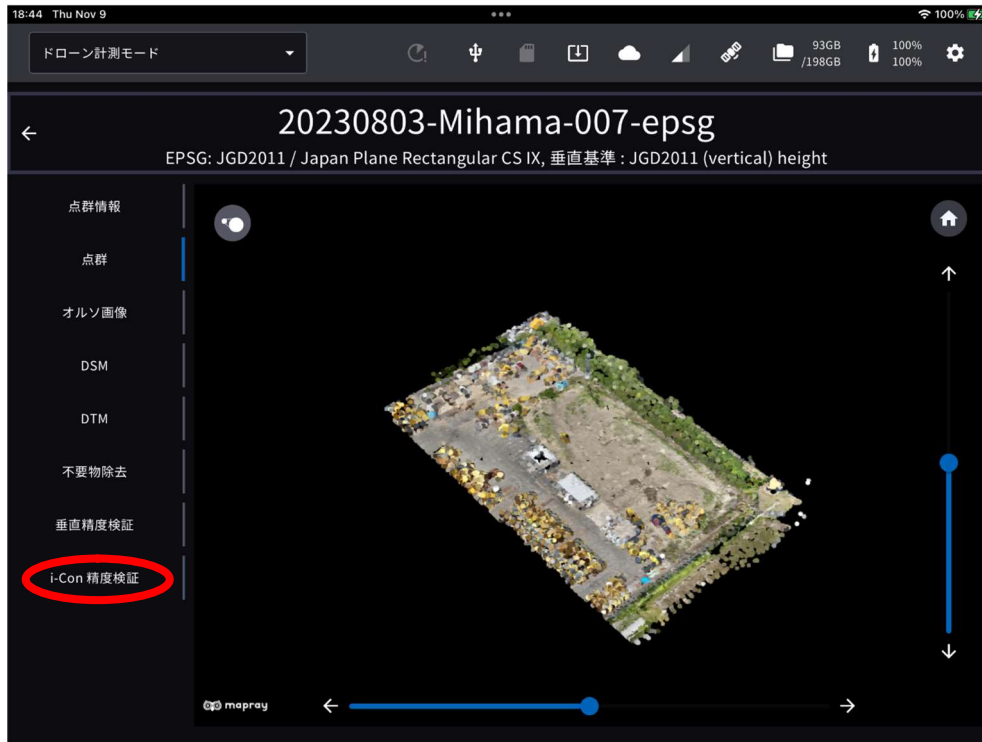 18:44 Thu Nov 9
100%
ドローン計測モード
93GB
/198GB
100%
100%
20230803-Mihama-007-epsg
EPSG: JGD2011 / Japan Plane Rectangular CS IX, 垂直基準 : JGD2011 (vertical) height
点群情報
点群
オルソ画像
DSM
DTM
不要物除去
垂直精度検証
i-Con 精度検証
mapray